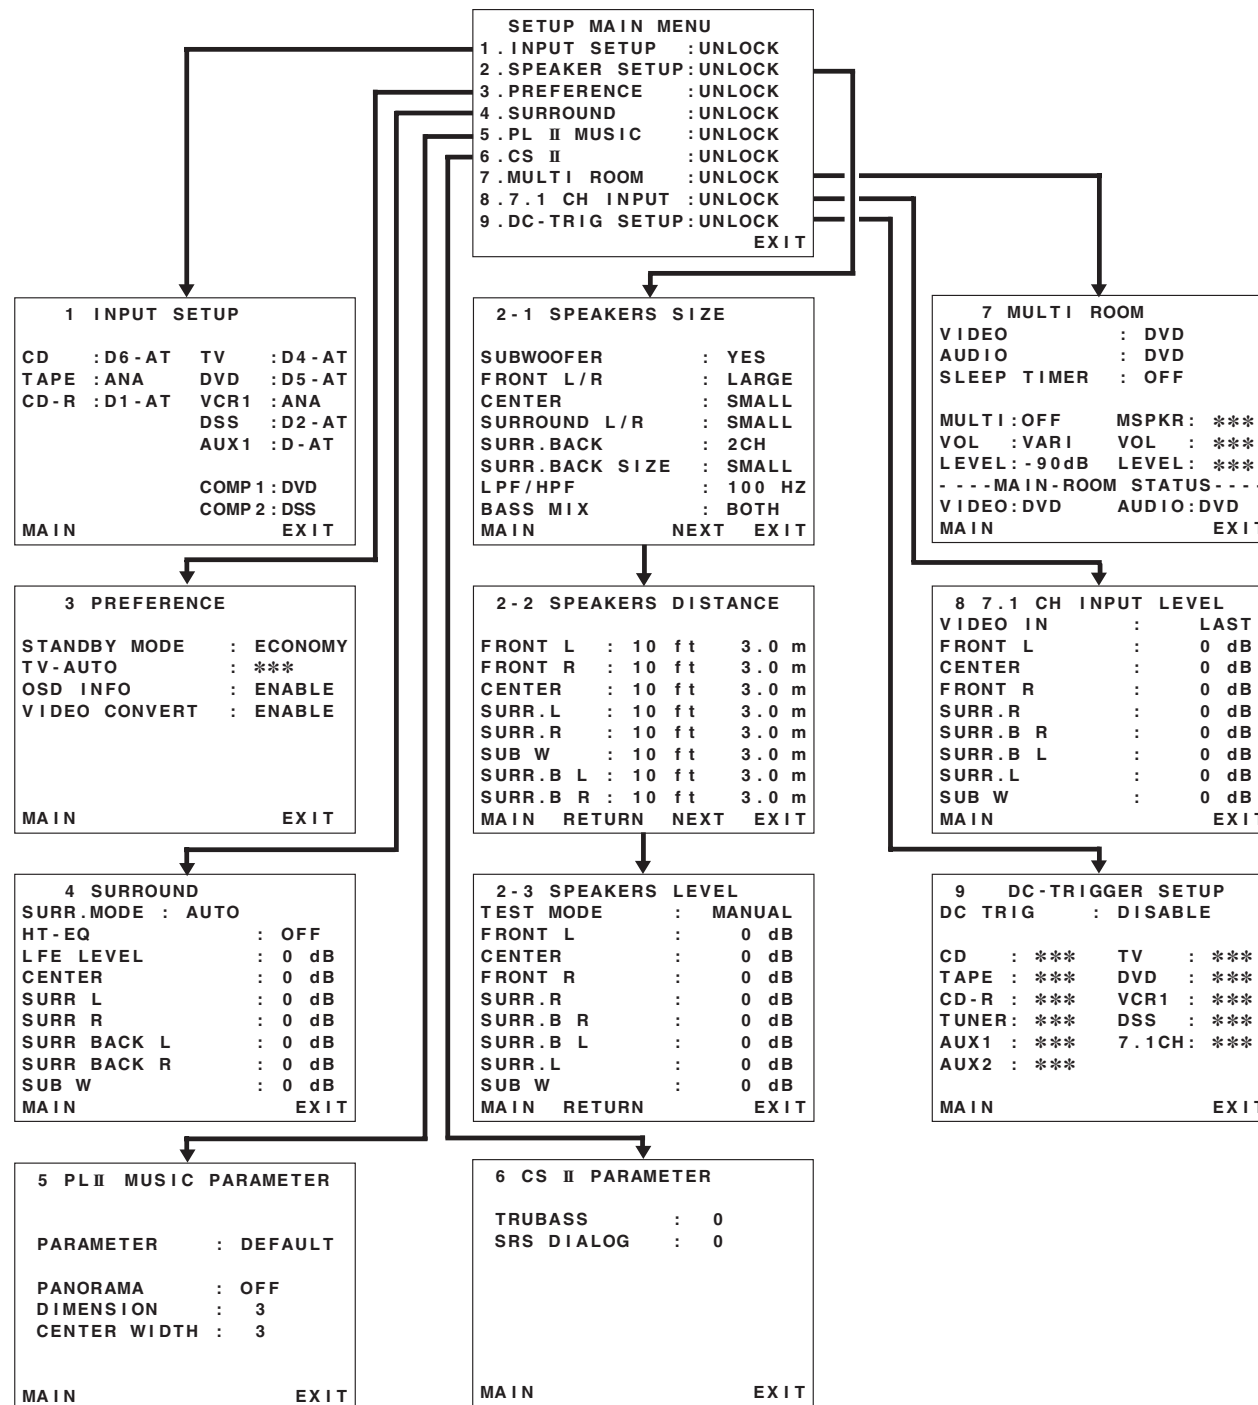 SETUP MAIN MENU
1.INPUT SETUP :UNLOCK
2.SPEAKER SETUP:UNLOCK
3.PREFERENCE :UNLOCK
4.SURROUND :UNLOCK
5.PL II MUSIC :UNLOCK
6.CS II :UNLOCK
7.MULTI ROOM :UNLOCK
8.7.1 CH INPUT :UNLOCK
9.DC-TRIG SETUP:UNLOCK
EXIT
1 INPUT SETUP
CD :D6-AT TV :D4-AT
TAPE :ANA DVD :D5-AT
CD-R :D1-AT VCR1 :ANA
DSS :D2-AT
AUX1 :D-AT
COMP1:DVD
COMP2:DSS
MAIN EXIT
2-1 SPEAKERS SIZE
SUBWOOFER : YES
FRONT L/R : LARGE
CENTER : SMALL
SURROUND L/R : SMALL
SURR.BACK : 2CH
SURR.BACK SIZE : SMALL
LPF/HPF : 100 HZ
BASS MIX : BOTH
MAIN NEXT EXIT
7 MULTI ROOM
VIDEO : DVD
AUDIO : DVD
SLEEP TIMER : OFF
MULTI:OFF MSPKR: ***
VOL :VARI VOL : ***
LEVEL:-90dB LEVEL: ***
----MAIN-ROOM STATUS----
VIDEO:DVD AUDIO:DVD
MAIN EXIT
3 PREFERENCE
STANDBY MODE : ECONOMY
TV-AUTO : ***
OSD INFO : ENABLE
VIDEO CONVERT : ENABLE
MAIN EXIT
2-2 SPEAKERS DISTANCE
FRONT L : 10 ft 3.0 m
FRONT R : 10 ft 3.0 m
CENTER : 10 ft 3.0 m
SURR.L : 10 ft 3.0 m
SURR.R : 10 ft 3.0 m
SUB W : 10 ft 3.0 m
SURR.B L : 10 ft 3.0 m
SURR.B R : 10 ft 3.0 m
MAIN RETURN NEXT EXIT
8 7.1 CH INPUT LEVEL
VIDEO IN : LAST
FRONT L : 0 dB
CENTER : 0 dB
FRONT R : 0 dB
SURR.R : 0 dB
SURR.B R : 0 dB
SURR.B L : 0 dB
SURR.L : 0 dB
SUB W : 0 dB
MAIN EXIT
4 SURROUND
SURR.MODE : AUTO
HT-EQ : OFF
LFE LEVEL : 0 dB
CENTER : 0 dB
SURR L : 0 dB
SURR R : 0 dB
SURR BACK L : 0 dB
SURR BACK R : 0 dB
SUB W : 0 dB
MAIN EXIT
2-3 SPEAKERS LEVEL
TEST MODE : MANUAL
FRONT L : 0 dB
CENTER : 0 dB
FRONT R : 0 dB
SURR.R : 0 dB
SURR.B R : 0 dB
SURR.B L : 0 dB
SURR.L : 0 dB
SUB W : 0 dB
MAIN RETURN EXIT
9 DC-TRIGGER SETUP
DC TRIG : DISABLE
CD : *** TV : ***
TAPE : *** DVD : ***
CD-R : *** VCR1 : ***
TUNER: *** DSS : ***
AUX1 : *** 7.1CH: ***
AUX2 : ***
MAIN EXIT
5 PLII MUSIC PARAMETER
PARAMETER : DEFAULT
PANORAMA : OFF
DIMENSION : 3
CENTER WIDTH : 3
MAIN EXIT
6 CS II PARAMETER
TRUBASS : 0
SRS DIALOG : 0
MAIN EXIT